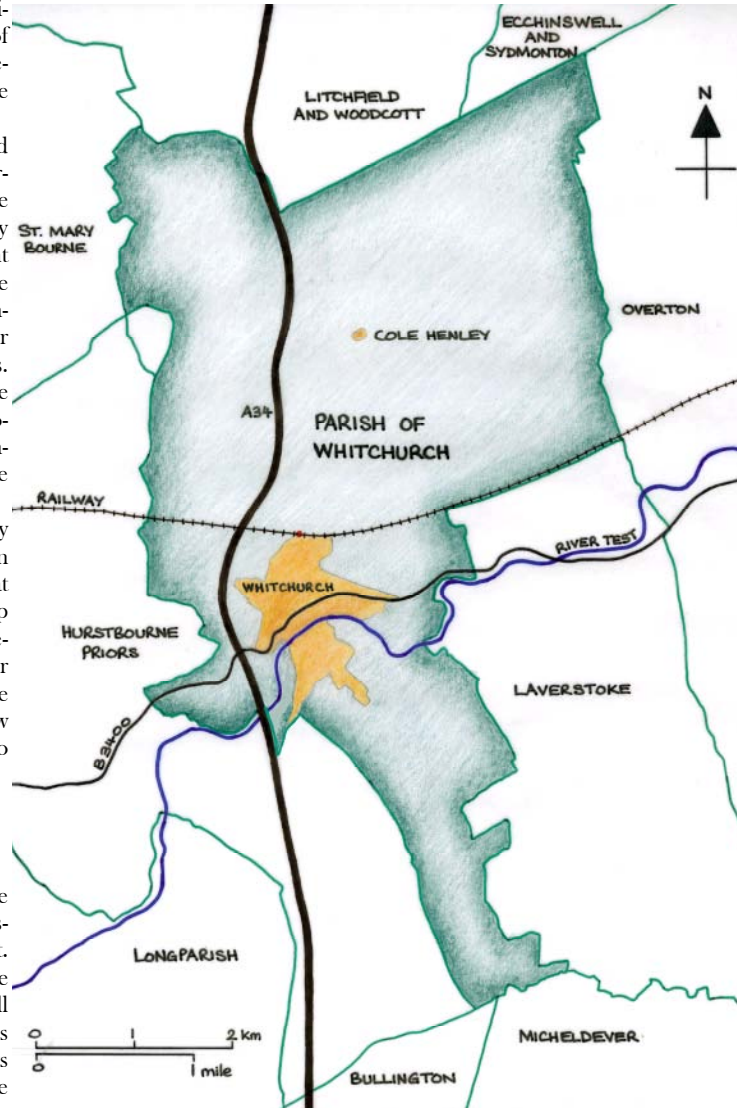 ECCHINSWELL
AND
SYDMONTON
LITCHFIELD
AND WOODCOTT
N
ST. MARY
BOURNE
OVERTON
COLE HENLEY
A34
PARISH OF
WHITCHURCH
RAILWAY
RIVER TEST
WHITCHURCH
HURSTBOURNE
PRIORS
LAVERSTOKE
B3400
LONGPARISH
0 1 2 km
0 1 mile
MICHELDEVER
BULLINGTON